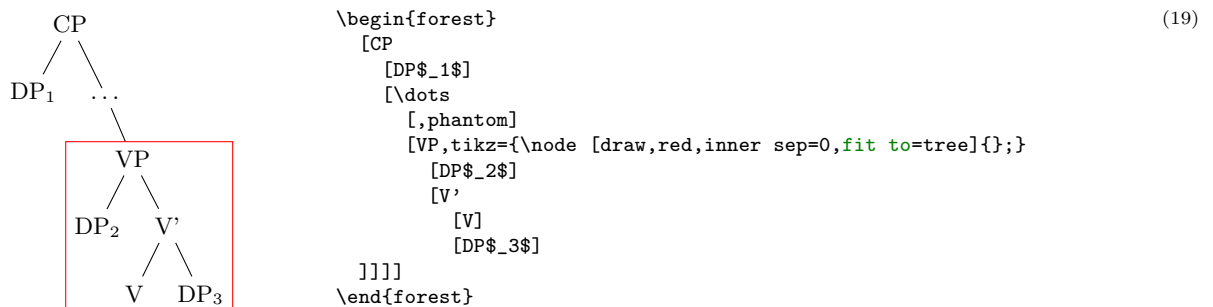 CP
DP₁ ...
VP
DP₂ V'
V DP₃
\begin{forest} (19)
  [CP
    [DP$_1$]
    [\dots
      [,phantom]
      [VP,tikz={\node [draw,red,inner sep=0,fit to=tree]{};}
        [DP$_2$]
        [V'
          [V]
          [DP$_3$]
  ]]]]
\end{forest}